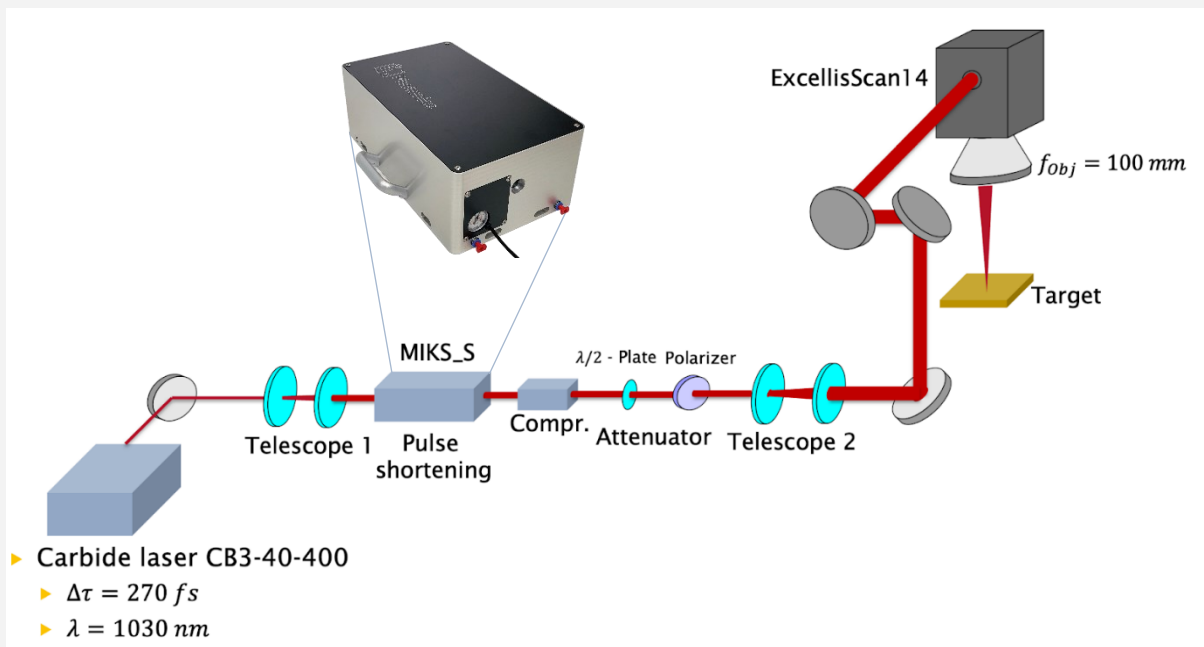 ExcellisScan14
f_Obj = 100 mm
Target
MIKS_S
λ/2 - Plate Polarizer
Telescope 1
Pulse
shortening
Compr.
Attenuator
Telescope 2
Carbide laser CB3-40-400
Δτ = 270 fs
λ = 1030 nm